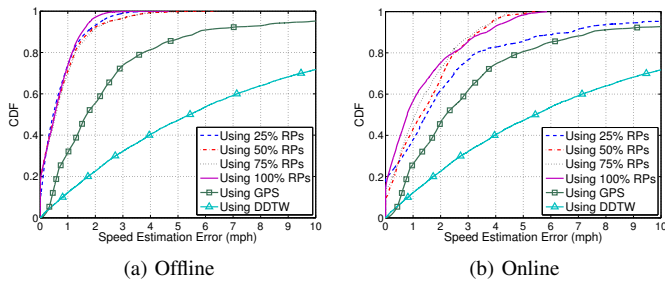 1
0.8
0.6
0.4
0.2
0
CDF
0 1 2 3 4 5 6 7 8 9 10
Speed Estimation Error (mph)
Using 25% RPs
Using 50% RPs
Using 75% RPs
Using 100% RPs
Using GPS
Using DDTW
(a) Offline
1
0.8
0.6
0.4
0.2
0
CDF
0 1 2 3 4 5 6 7 8 9 10
Speed Estimation Error (mph)
Using 25% RPs
Using 50% RPs
Using 75% RPs
Using 100% RPs
Using GPS
Using DDTW
(b) Online